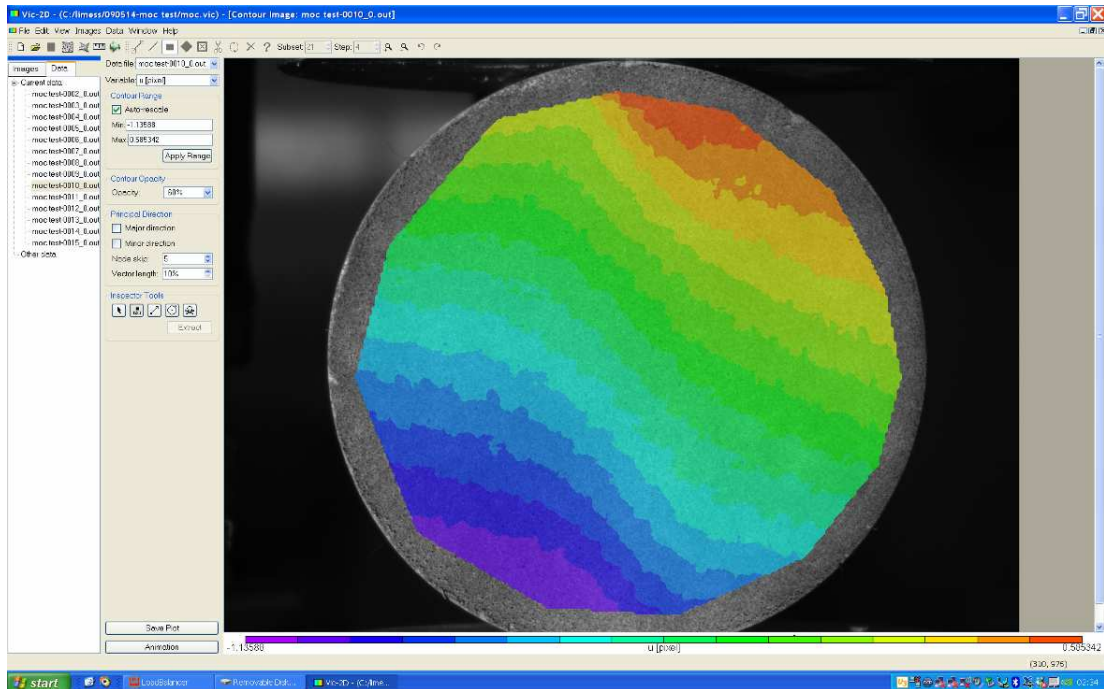 Vic-2D - (C:/limess/090514-moc test/moc.vic) - [Contour Image: moc test-0010_0.out]
File Edit View Images Data Window Help
Subset: 21 Step: 4
Images Data
Current data
moc test-0002_0.out
moc test-0003_0.out
moc test-0004_0.out
moc test-0005_0.out
moc test-0006_0.out
moc test-0007_0.out
moc test-0008_0.out
moc test-0009_0.out
moc test-0010_0.out
moc test-0011_0.out
moc test-0012_0.out
moc test-0013_0.out
moc test-0014_0.out
moc test-0015_0.out
Other data
Data file: moc test-0010_0.out
Variable: u [pixel]
Contour Range
Auto-rescale
Min: -1.13588
Max: 0.585342
Apply Range
Contour Opacity
Opacity: 68%
Principal Direction
Major direction
Minor direction
Node skip: 5
Vector length: 10%
Inspector Tools
Extract
Save Plot
Animation
-1.13588 u [pixel] 0.585342
(330, 976)
start LoadBalancer Removable Disk... Vic-2D - (C:/lime... 02:34